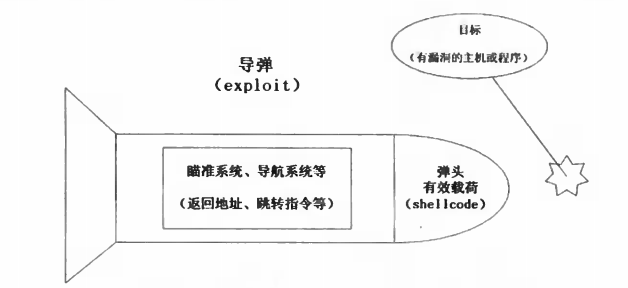 目标
(有漏洞的主机或程序)
导弹
(exploit)
瞄准系统、导航系统等
(返回地址、跳转指令等)
弹头
有效载荷
(shellcode)